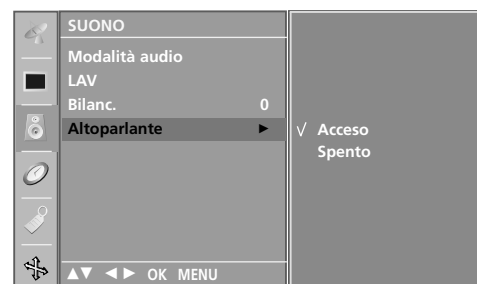 SUONO
Modalità audio
LAV
Bilanc. 0
Altoparlante ►
√ Acceso
Spento
▲▼ ◄► OK MENU